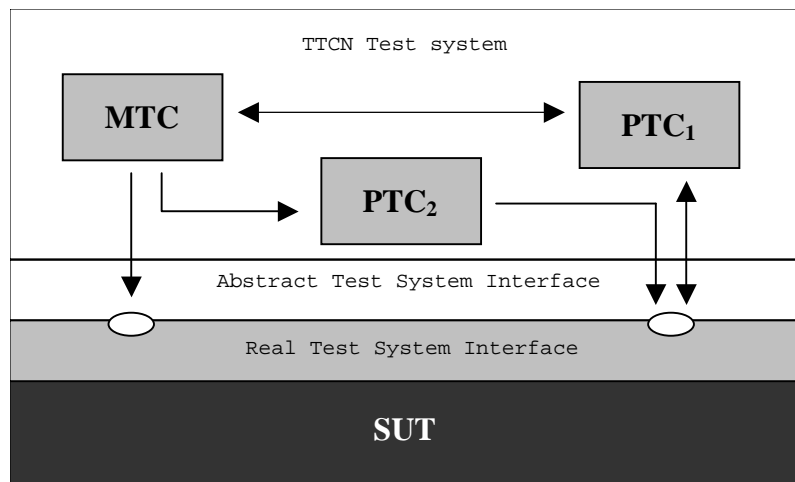 TTCN Test system
MTC
PTC₁
PTC₂
Abstract Test System Interface
Real Test System Interface
SUT